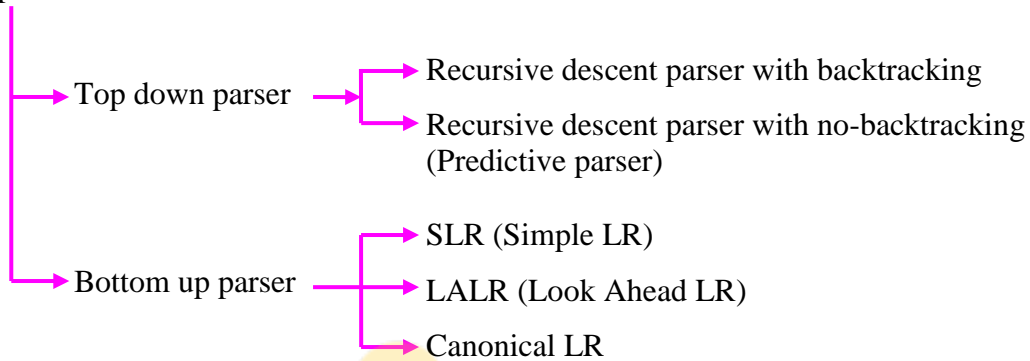 Top down parser
Recursive descent parser with backtracking
Recursive descent parser with no-backtracking
(Predictive parser)
Bottom up parser
SLR (Simple LR)
LALR (Look Ahead LR)
Canonical LR